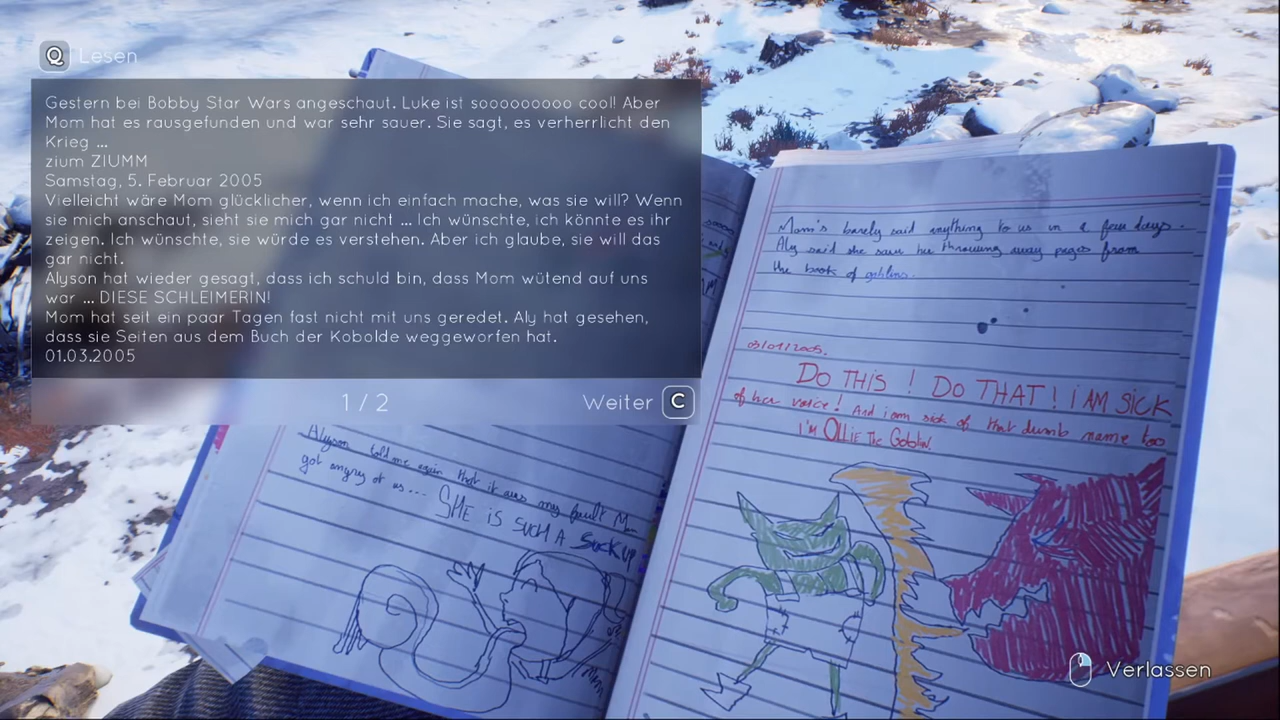 Q Lesen
Gestern bei Bobby Star Wars angeschaut. Luke ist sooooooooo cool! Aber
Mom hat es rausgefunden und war sehr sauer. Sie sagt, es verherrlicht den
Krieg ...
zium ZIUMM
Samstag, 5. Februar 2005
Vielleicht wäre Mom glücklicher, wenn ich einfach mache, was sie will? Wenn
sie mich anschaut, sieht sie mich gar nicht ... Ich wünschte, ich könnte es ihr
zeigen. Ich wünschte, sie würde es verstehen. Aber ich glaube, sie will das
gar nicht.
Alyson hat wieder gesagt, dass ich schuld bin, dass Mom wütend auf uns
war ... DIESE SCHLEIMERIN!
Mom hat seit ein paar Tagen fast nicht mit uns geredet. Aly hat gesehen,
dass sie Seiten aus dem Buch der Kobolde weggeworfen hat.
01.03.2005
1 / 2
Weiter C
Alyson told me again that it was my fault M
got angry at us...
SHE IS SUCH A SUCKUP
Mom's barely said anything to us in a few days.
Aly said she saw her throwing away pages from
the book of goblins.
03/01/2005.
DO THIS! DO THAT! I AM SICK
of her voice! And i am sick of that dumb name too
I'M OLLIE The Goblin!
Verlassen